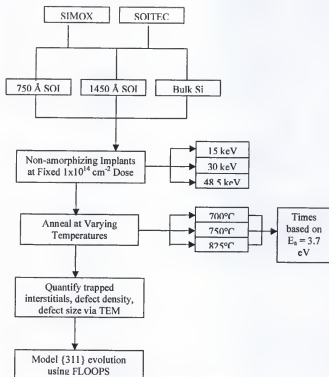 SIMOX
SOITEC
750 Å SOI
1450 Å SOI
Bulk Si
Non-amorphizing Implants
at Fixed 1x10¹⁴ cm⁻² Dose
15 keV
30 keV
48.5 keV
Anneal at Varying
Temperatures
700°C
750°C
825°C
Times
based on
Eₐ = 3.7
eV
Quantify trapped
interstitials, defect density,
defect size via TEM
Model {311} evolution
using FLOOPS